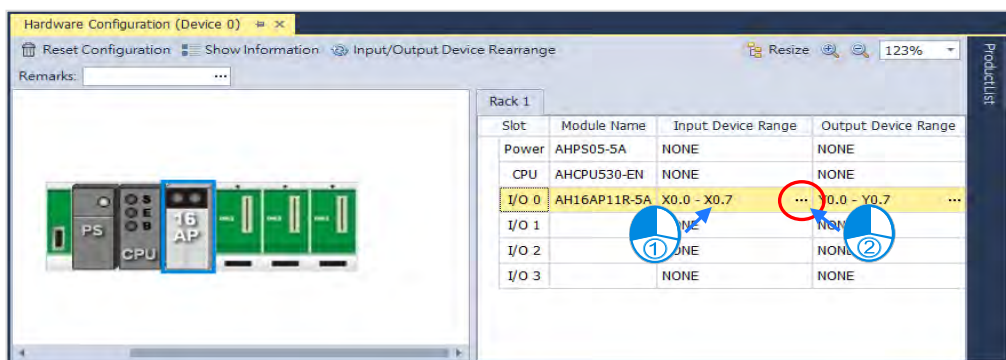 Hardware Configuration (Device 0)
Reset Configuration Show Information Input/Output Device Rearrange Resize 123%
Remarks: ...
ProductList
Rack 1
Slot Module Name Input Device Range Output Device Range
Power AHPS05-5A NONE NONE
CPU AHCPU530-EN NONE NONE
I/O 0 AH16AP11R-5A X0.0 - X0.7 ... Y0.0 - Y0.7 ...
I/O 1 NONE NONE
I/O 2 NONE NONE
I/O 3 NONE NONE
1 2
PS
S
E
B
CPU
16
AP